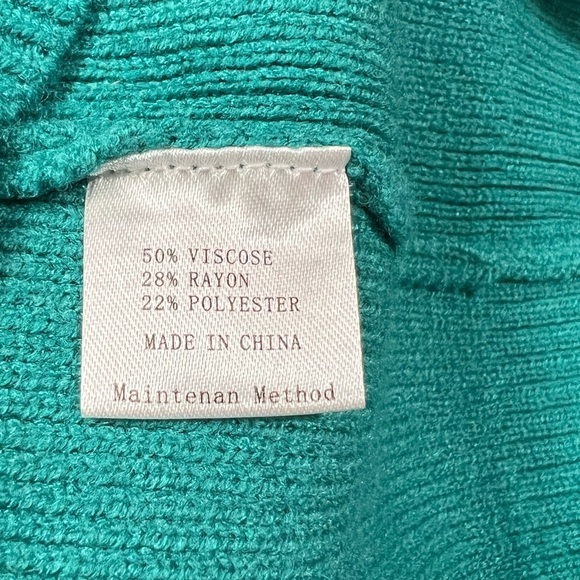 50% VISCOSE
28% RAYON
22% POLYESTER
MADE IN CHINA
Maintenan Method